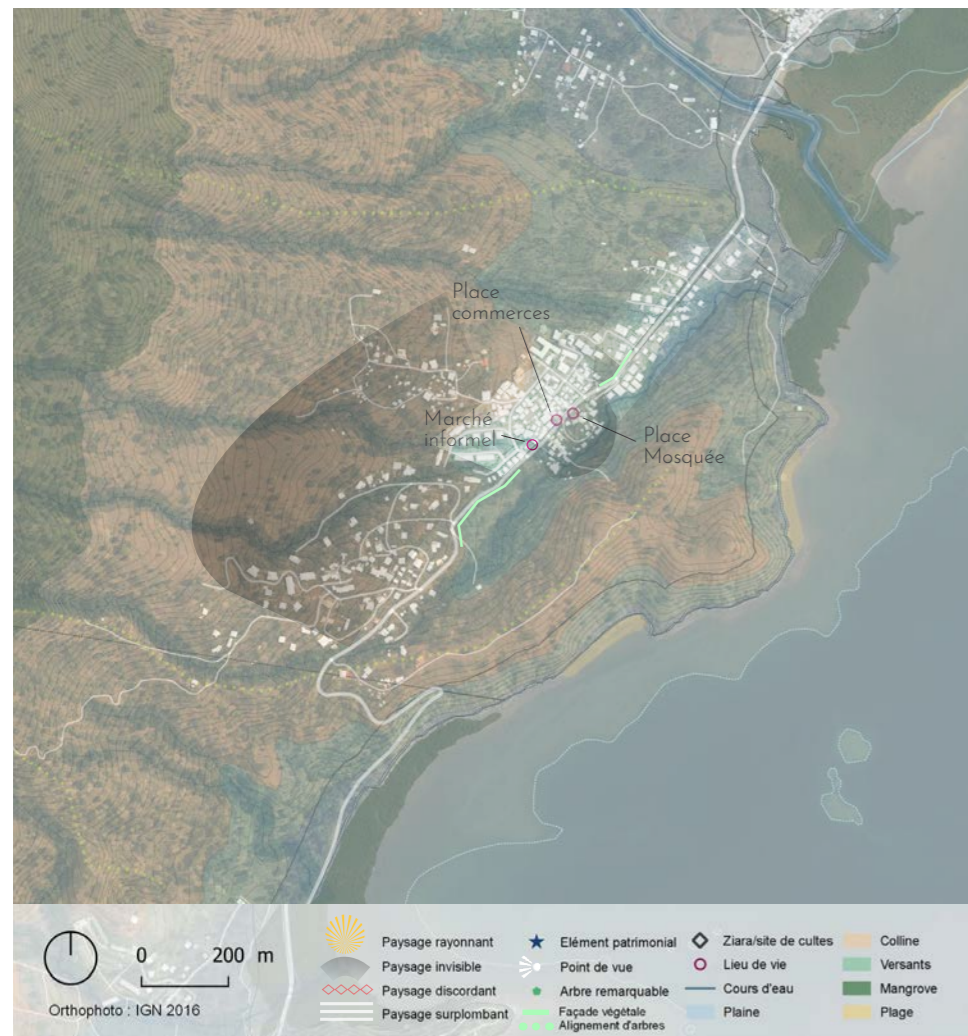 Place
commerces
Marché
informel
Place
Mosquée
0 200 m
Orthophoto : IGN 2016
Paysage rayonnant
Paysage invisible
Paysage discordant
Paysage surplombant
Elément patrimonial
Point de vue
Arbre remarquable
Façade végétale
Alignement d'arbres
Ziara/site de cultes
Lieu de vie
Cours d'eau
Plaine
Colline
Versants
Mangrove
Plage